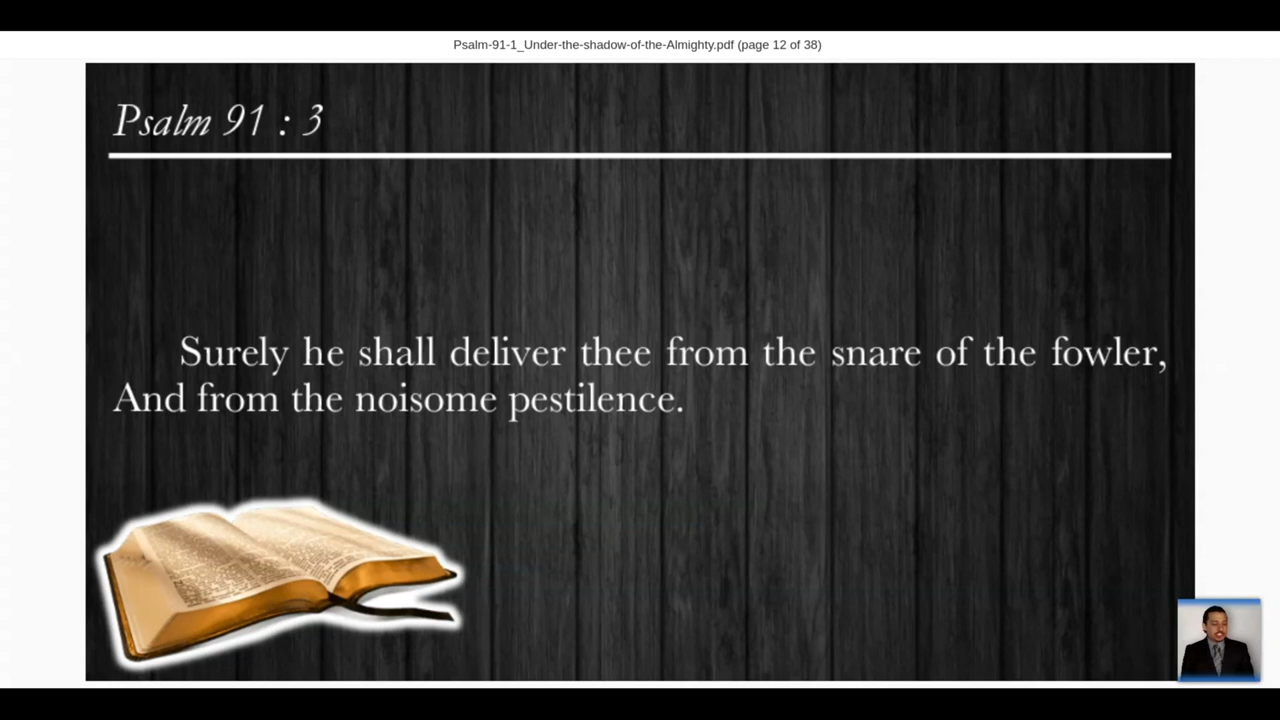 Psalm-91-1_Under-the-shadow-of-the-Almighty.pdf (page 12 of 38)
Psalm 91 : 3
Surely he shall deliver thee from the snare of the fowler,
And from the noisome pestilence.